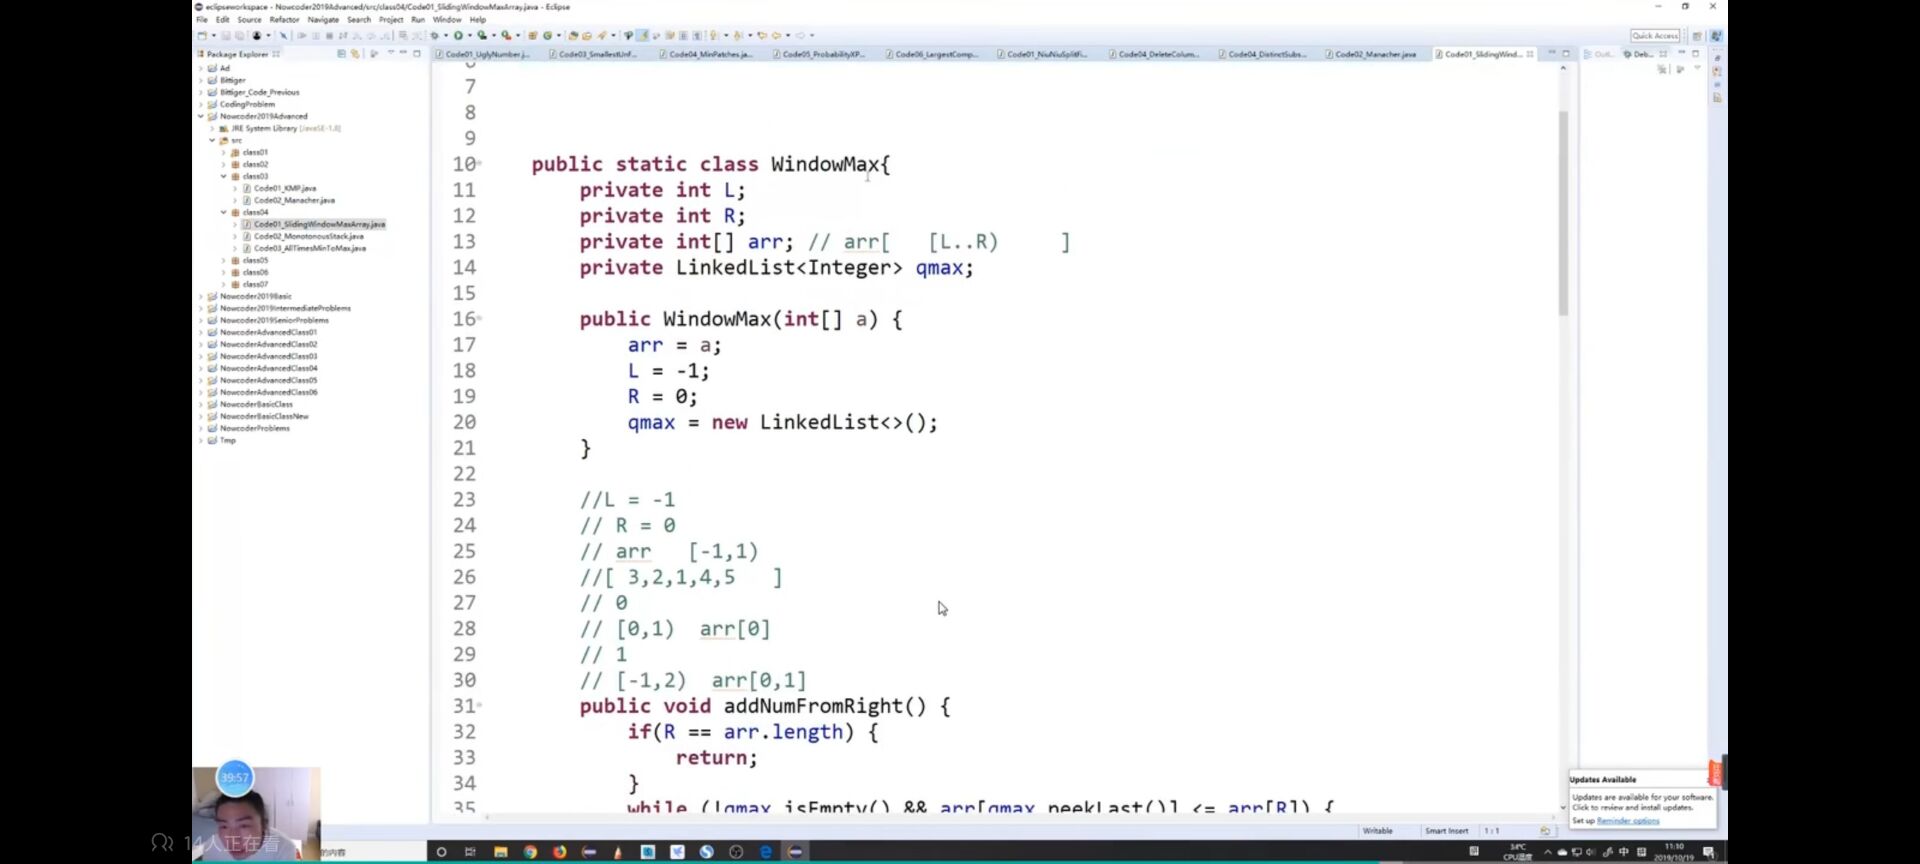 eclipseworkspace - Nowcoder2019Advanced/src/class04/Code01_SlidingWindowMaxArray.java - Eclipse
File Edit Source Refactor Navigate Search Project Run Window Help
Quick Access
Package Explorer
Code01_UglyNumber.j... Code03_SmallestUnf... Code04_MinPatches.ja... Code05_ProbabilityXP... Code06_LargestComp... Code01_NiuNiuSplitFi... Code04_DeleteColum... Code04_DistinctSubs... Code02_Manacher.java Code01_SlidingWind...
Outl... Deb...
Ad
Bittiger
Bittiger_Code_Previous
CodingProblem
Nowcoder2019Advanced
JRE System Library [JavaSE-1.8]
src
class01
class02
class03
Code01_KMP.java
Code02_Manacher.java
class04
Code01_SlidingWindowMaxArray.java
Code02_MonotonousStack.java
Code03_AllTimesMinToMax.java
class05
class06
class07
Nowcoder2019Basic
Nowcoder2019IntermediateProblems
Nowcoder2019SeniorProblems
NowcoderAdvancedClass01
NowcoderAdvancedClass02
NowcoderAdvancedClass03
NowcoderAdvancedClass04
NowcoderAdvancedClass05
NowcoderAdvancedClass06
NowcoderBasicClass
NowcoderBasicClassNew
NowcoderProblems
Tmp
7
8
9
10 public static class WindowMax{
11 private int L;
12 private int R;
13 private int[] arr; // arr[ [L..R) ]
14 private LinkedList<Integer> qmax;
15
16 public WindowMax(int[] a) {
17 arr = a;
18 L = -1;
19 R = 0;
20 qmax = new LinkedList<>();
21 }
22
23 //L = -1
24 // R = 0
25 // arr [-1,1)
26 //[ 3,2,1,4,5 ]
27 // 0
28 // [0,1) arr[0]
29 // 1
30 // [-1,2) arr[0,1]
31 public void addNumFromRight() {
32 if(R == arr.length) {
33 return;
34 }
35 while (!qmax.isEmpty() && arr[qmax.peekLast()] <= arr[R]) {
39:57
14人正在看
的内容
Updates Available
Updates are available for your software.
Click to review and install updates.
Set up Reminder options
Writable Smart Insert 1 : 1
34℃
CPU温度
中
11:10
2019/10/19